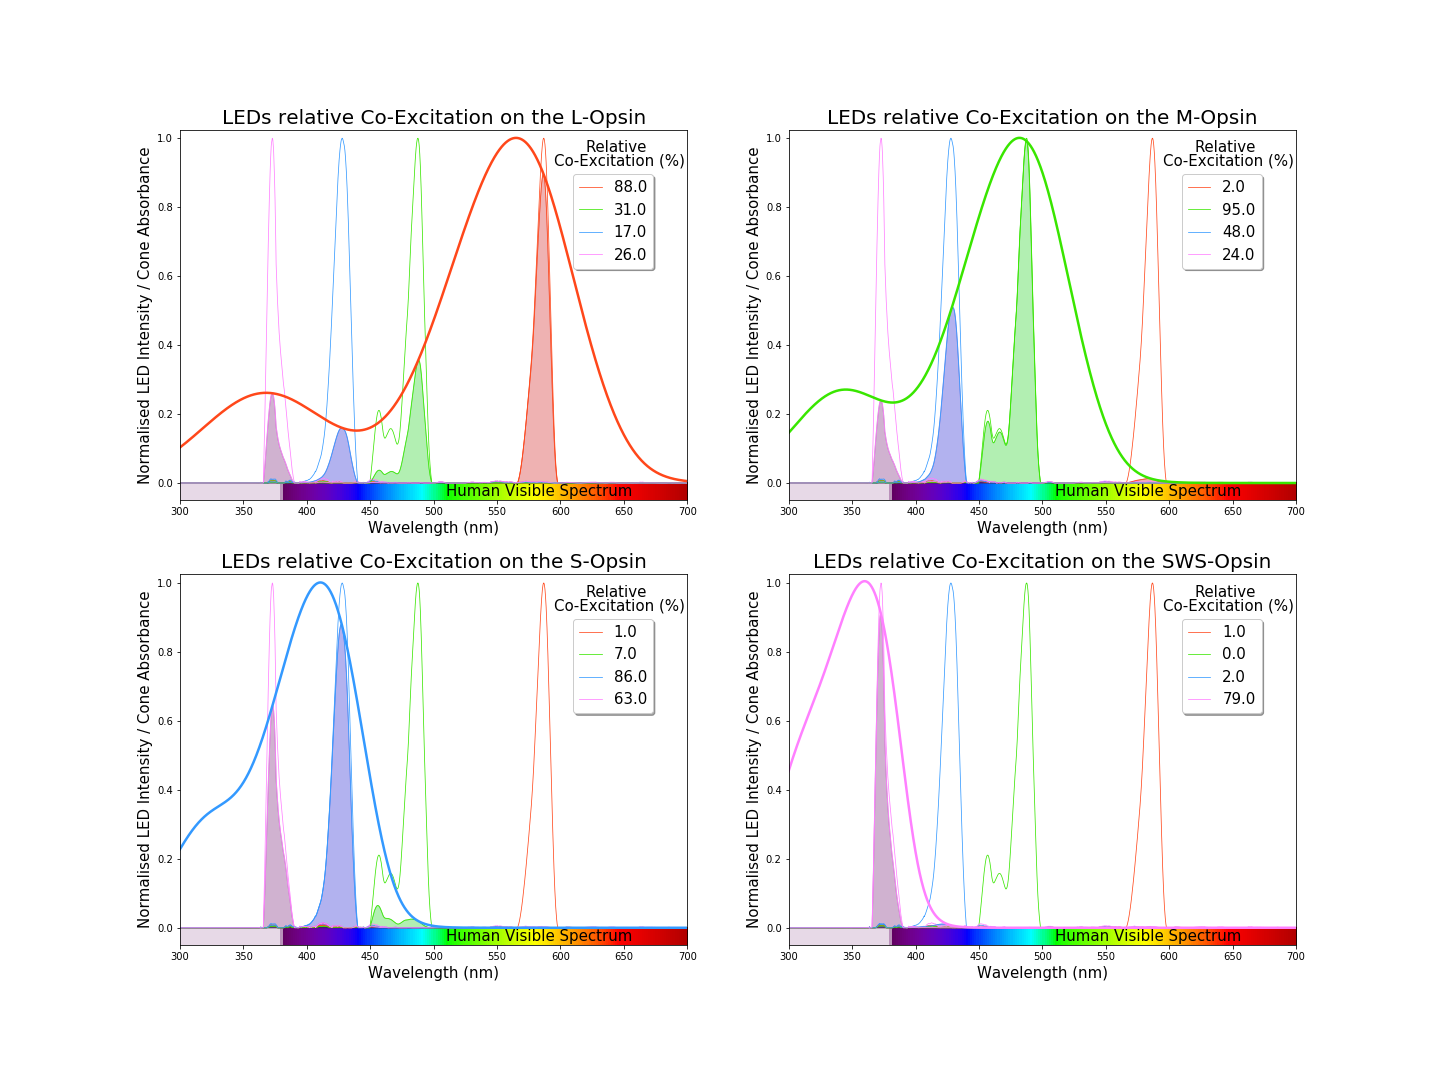 LEDs relative Co-Excitation on the L-Opsin
Normalised LED Intensity / Cone Absorbance
1.0
0.8
0.6
0.4
0.2
0.0
Relative
Co-Excitation (%)
88.0
31.0
17.0
26.0
Human Visible Spectrum
300 350 400 450 500 550 600 650 700
Wavelength (nm)
LEDs relative Co-Excitation on the M-Opsin
Normalised LED Intensity / Cone Absorbance
1.0
0.8
0.6
0.4
0.2
0.0
Relative
Co-Excitation (%)
2.0
95.0
48.0
24.0
Human Visible Spectrum
300 350 400 450 500 550 600 650 700
Wavelength (nm)
LEDs relative Co-Excitation on the S-Opsin
Normalised LED Intensity / Cone Absorbance
1.0
0.8
0.6
0.4
0.2
0.0
Relative
Co-Excitation (%)
1.0
7.0
86.0
63.0
Human Visible Spectrum
300 350 400 450 500 550 600 650 700
Wavelength (nm)
LEDs relative Co-Excitation on the SWS-Opsin
Normalised LED Intensity / Cone Absorbance
1.0
0.8
0.6
0.4
0.2
0.0
Relative
Co-Excitation (%)
1.0
0.0
2.0
79.0
Human Visible Spectrum
300 350 400 450 500 550 600 650 700
Wavelength (nm)